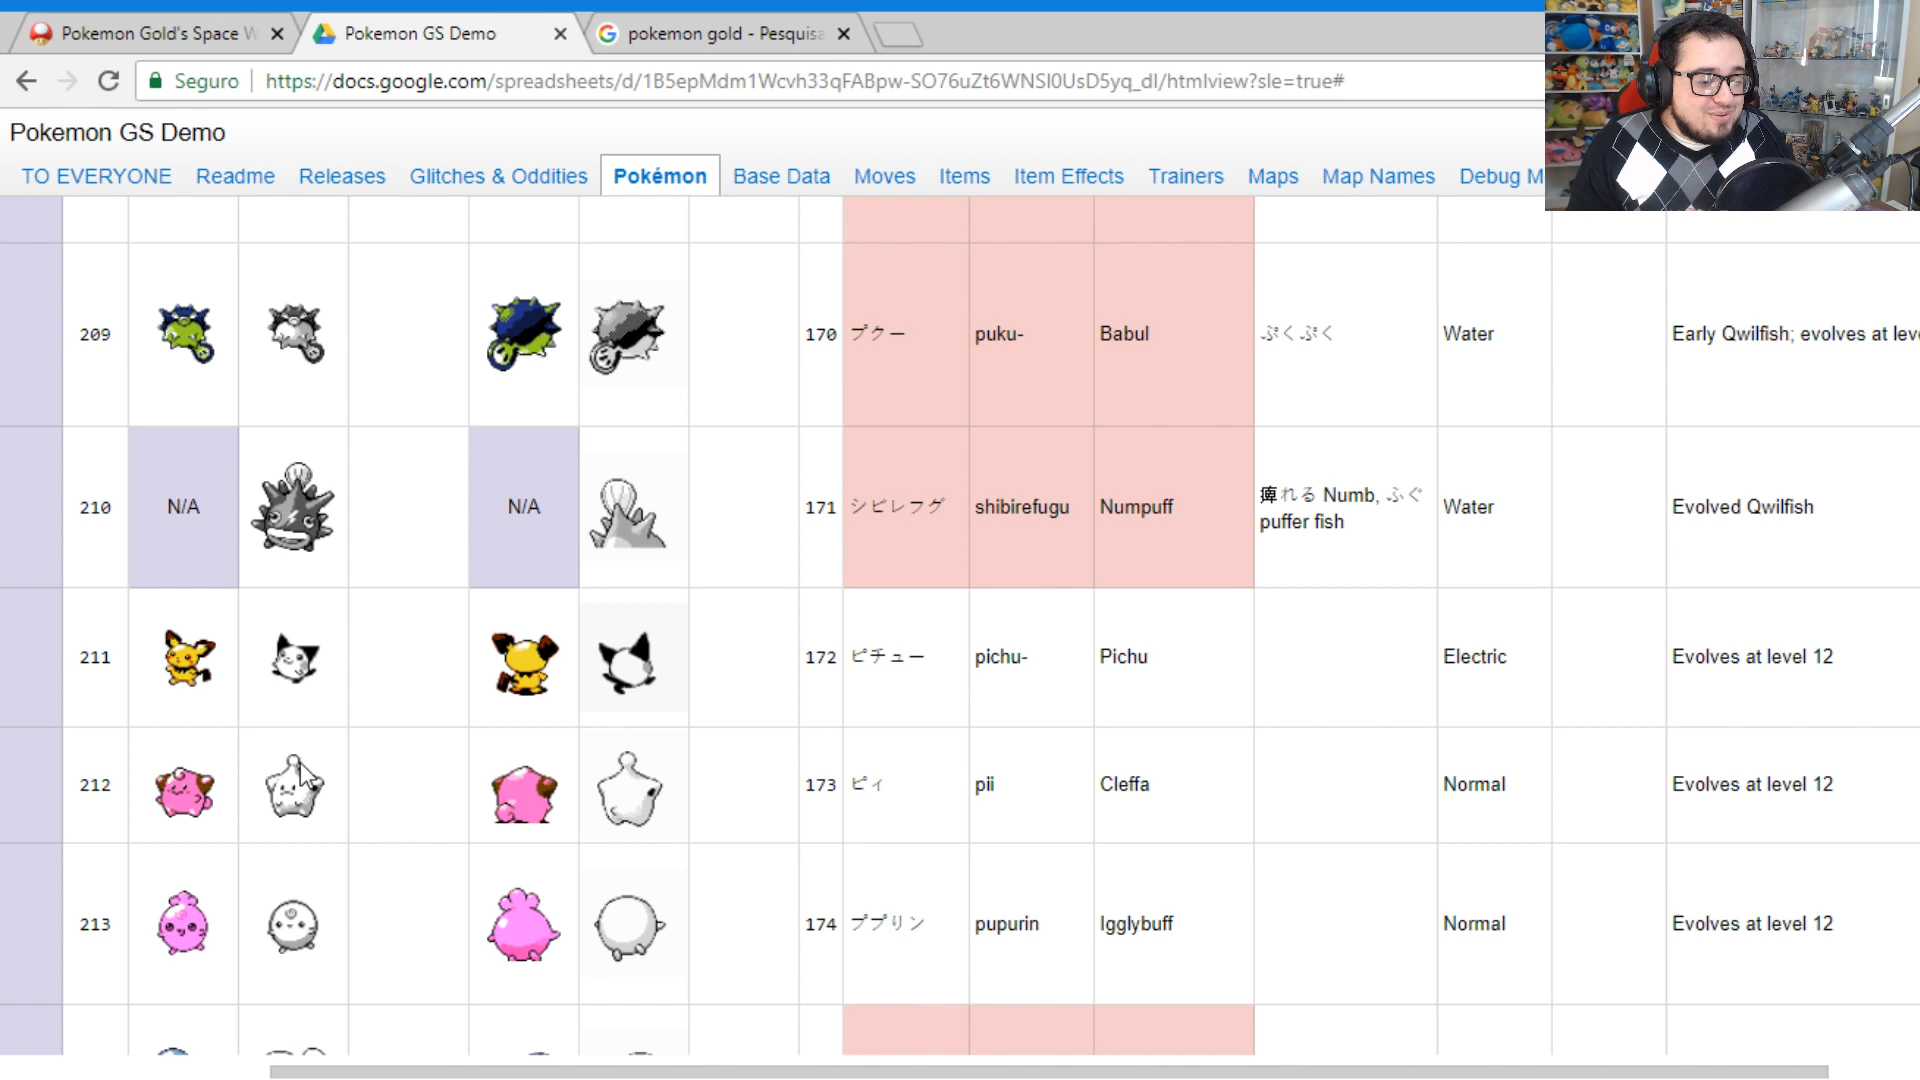 Pokemon Gold's Space W
Pokemon GS Demo
pokemon gold - Pesquisa
Seguro
https://docs.google.com/spreadsheets/d/1B5epMdm1Wcvh33qFABpw-SO76uZt6WNSl0UsD5yq_dl/htmlview?sle=true#
Pokemon GS Demo
TO EVERYONE Readme Releases Glitches & Oddities Pokémon Base Data Moves Items Item Effects Trainers Maps Map Names Debug M
209 170 プクー puku- Babul ぷくぷく Water Early Qwilfish; evolves at leve
210 N/A N/A 171 シビレフグ shibirefugu Numpuff 痺れる Numb, ふぐ Water Evolved Qwilfish
puffer fish
211 172 ピチュー pichu- Pichu Electric Evolves at level 12
212 173 ピィ pii Cleffa Normal Evolves at level 12
213 174 ププリン pupurin Igglybuff Normal Evolves at level 12